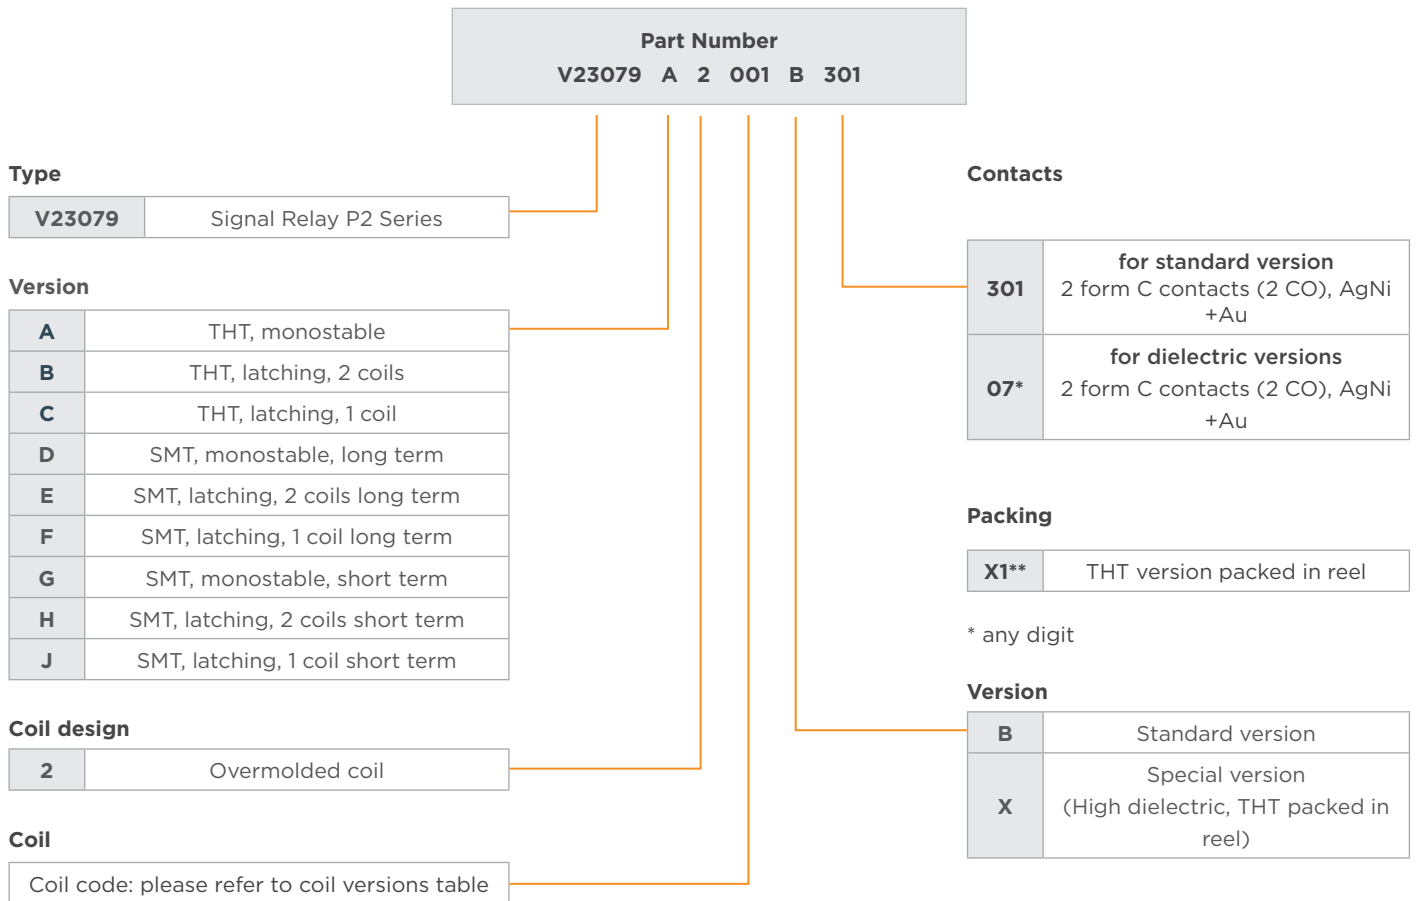 Part Number
V23079 A 2 001 B 301
Type
V23079 Signal Relay P2 Series
Version
A THT, monostable
B THT, latching, 2 coils
C THT, latching, 1 coil
D SMT, monostable, long term
E SMT, latching, 2 coils long term
F SMT, latching, 1 coil long term
G SMT, monostable, short term
H SMT, latching, 2 coils short term
J SMT, latching, 1 coil short term
Coil design
2 Overmolded coil
Coil
Coil code: please refer to coil versions table
Contacts
301
for standard version
2 form C contacts (2 CO), AgNi
+Au
07*
for dielectric versions
2 form C contacts (2 CO), AgNi
+Au
Packing
X1** THT version packed in reel
* any digit
Version
B Standard version
X
Special version
(High dielectric, THT packed in
reel)